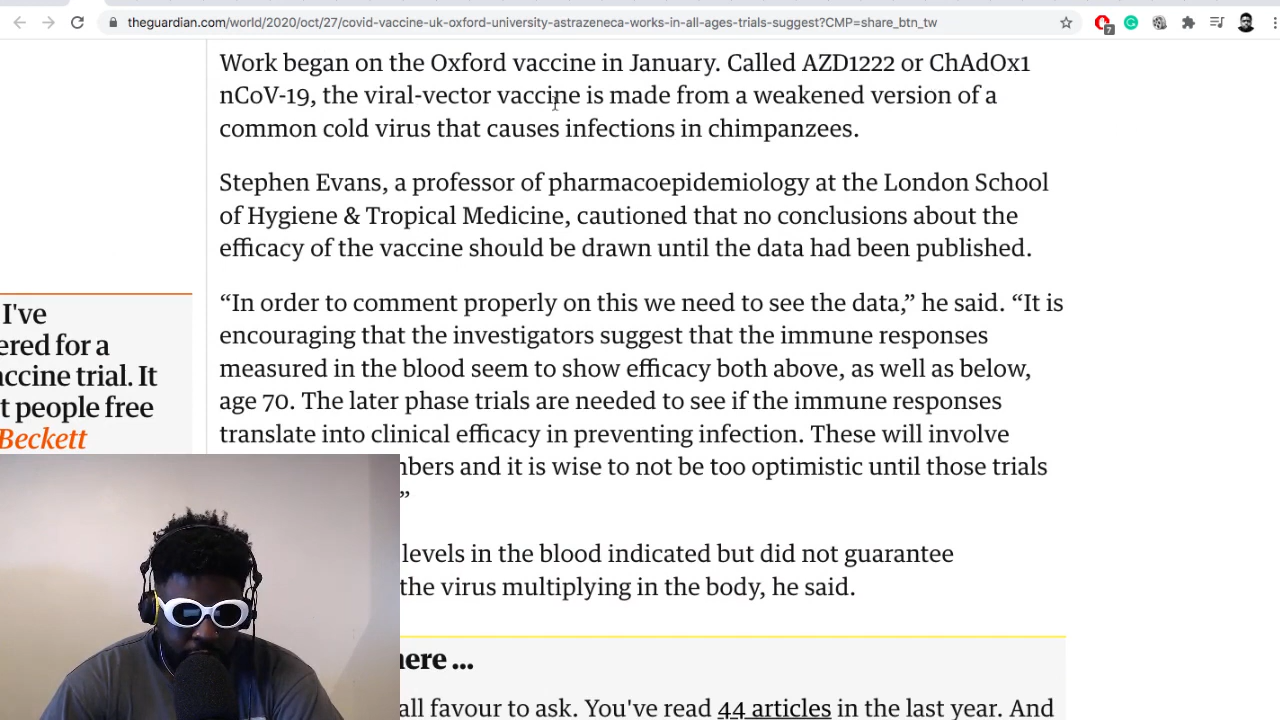 theguardian.com/world/2020/oct/27/covid-vaccine-uk-oxford-university-astrazeneca-works-in-all-ages-trials-suggest?CMP=share_btn_tw
7
Work began on the Oxford vaccine in January. Called AZD1222 or ChAdOx1
nCoV-19, the viral-vector vaccine is made from a weakened version of a
common cold virus that causes infections in chimpanzees.
Stephen Evans, a professor of pharmacoepidemiology at the London School
of Hygiene & Tropical Medicine, cautioned that no conclusions about the
efficacy of the vaccine should be drawn until the data had been published.
“In order to comment properly on this we need to see the data,” he said. “It is
encouraging that the investigators suggest that the immune responses
measured in the blood seem to show efficacy both above, as well as below,
age 70. The later phase trials are needed to see if the immune responses
translate into clinical efficacy in preventing infection. These will involve
nbers and it is wise to not be too optimistic until those trials
”
levels in the blood indicated but did not guarantee
the virus multiplying in the body, he said.
I've
ered for a
accine trial. It
t people free
Beckett
here ...
all favour to ask. You've read 44 articles in the last year. And